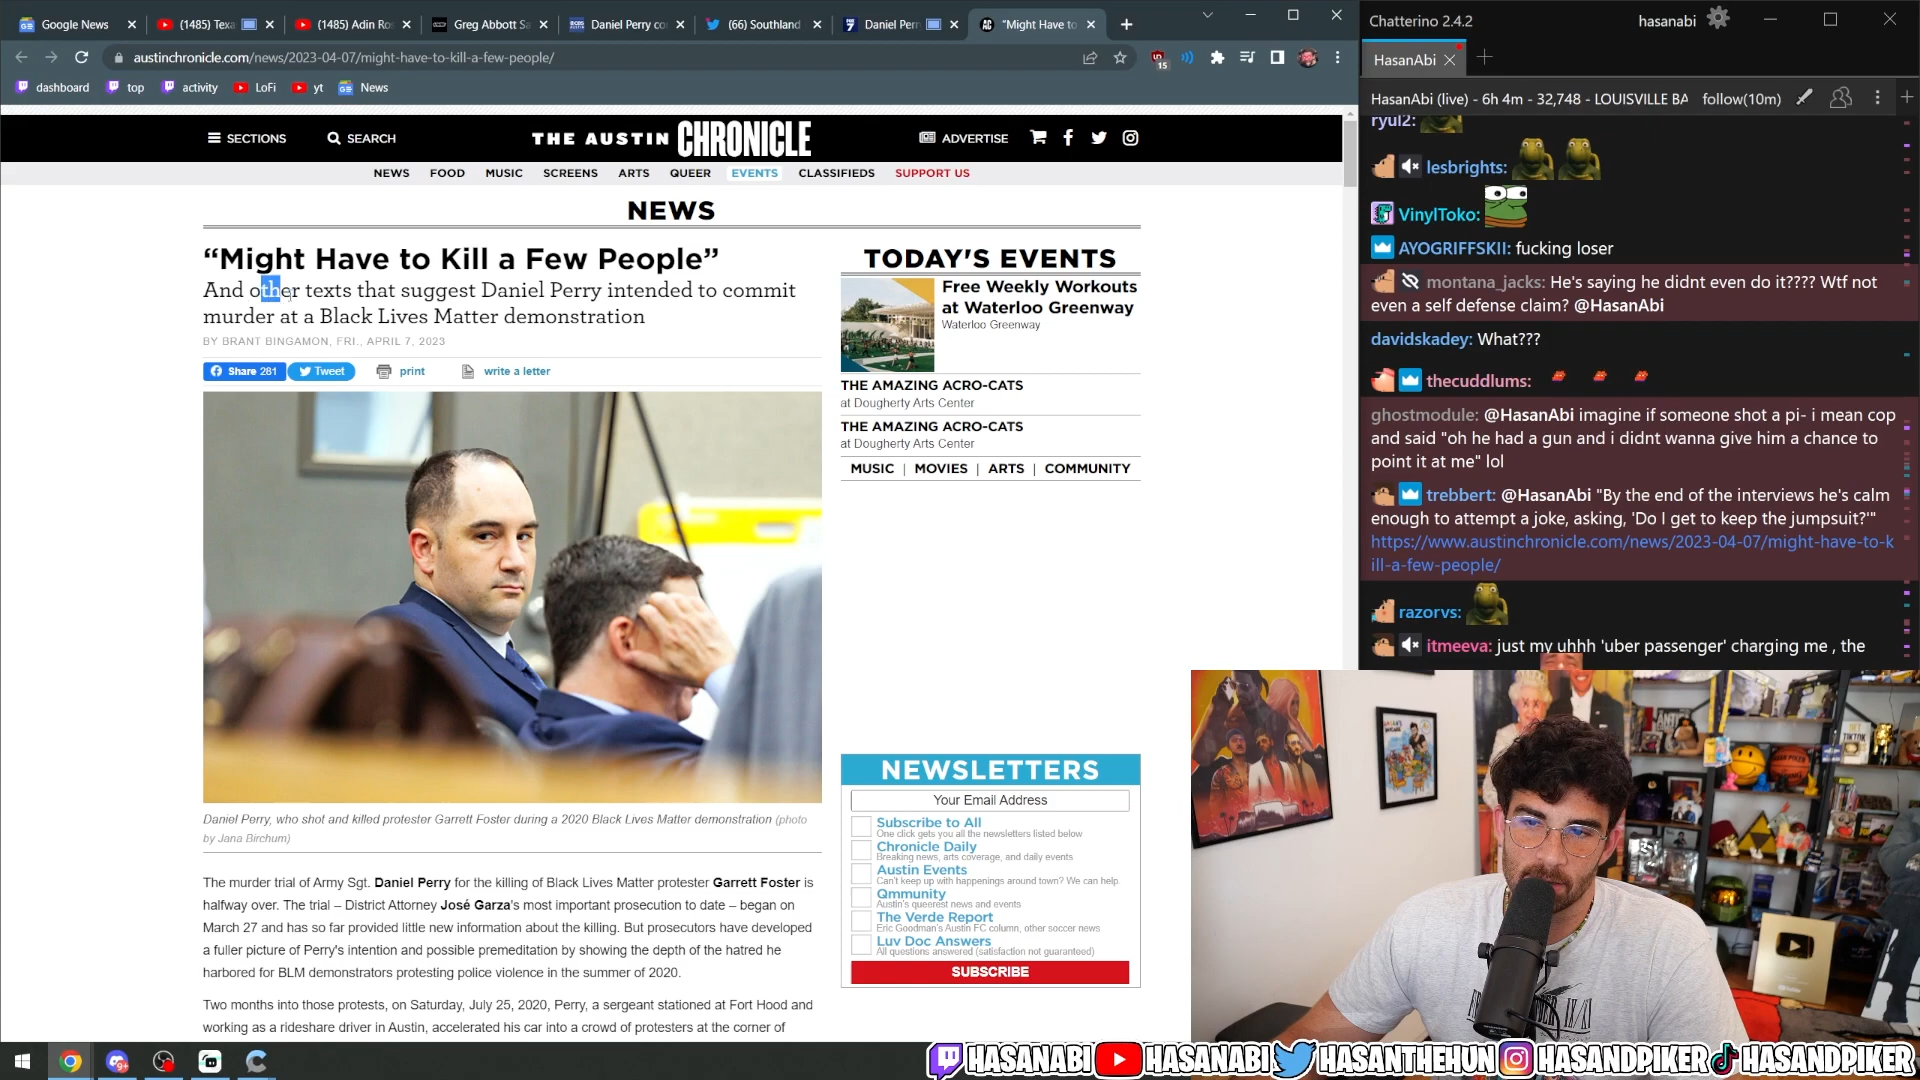 Google News
(1485) Texa
(1485) Adin Ro
Greg Abbott Sa
Daniel Perry co
(66) Southland
Daniel Perr
"Might Have to
austinchronicle.com/news/2023-04-07/might-have-to-kill-a-few-people/
15
dashboard
top
activity
LoFi
yt
News
SECTIONS
SEARCH
THE AUSTIN CHRONICLE
ADVERTISE
NEWS
FOOD
MUSIC
SCREENS
ARTS
QUEER
EVENTS
CLASSIFIEDS
SUPPORT US
NEWS
“Might Have to Kill a Few People”
And other texts that suggest Daniel Perry intended to commit
murder at a Black Lives Matter demonstration
BY BRANT BINGAMON, FRI., APRIL 7, 2023
Share 281
Tweet
print
write a letter
Daniel Perry, who shot and killed protester Garrett Foster during a 2020 Black Lives Matter demonstration (photo
by Jana Birchum)
The murder trial of Army Sgt. Daniel Perry for the killing of Black Lives Matter protester Garrett Foster is
halfway over. The trial – District Attorney José Garza's most important prosecution to date – began on
March 27 and has so far provided little new information about the killing. But prosecutors have developed
a fuller picture of Perry's intention and possible premeditation by showing the depth of the hatred he
harbored for BLM demonstrators protesting police violence in the summer of 2020.
Two months into those protests, on Saturday, July 25, 2020, Perry, a sergeant stationed at Fort Hood and
working as a rideshare driver in Austin, accelerated his car into a crowd of protesters at the corner of
TODAY'S EVENTS
Free Weekly Workouts
at Waterloo Greenway
Waterloo Greenway
THE AMAZING ACRO-CATS
at Dougherty Arts Center
THE AMAZING ACRO-CATS
at Dougherty Arts Center
MUSIC | MOVIES | ARTS | COMMUNITY
NEWSLETTERS
Your Email Address
Subscribe to All
One click gets you all the newsletters listed below
Chronicle Daily
Breaking news, arts coverage, and daily events
Austin Events
Can't keep up with happenings around town? We can help.
Qmmunity
Austin's queerest news and events
The Verde Report
Eric Goodman's Austin FC column, other soccer news
Luv Doc Answers
All questions answered (satisfaction not guaranteed)
SUBSCRIBE
Chatterino 2.4.2
hasanabi
HasanAbi
HasanAbi (live) - 6h 4m - 32,748 - LOUISVILLE BA
follow(10m)
ryul2:
lesbrights:
VinylToko:
AYOGRIFFSKII: fucking loser
montana_jacks: He's saying he didnt even do it???? Wtf not
even a self defense claim? @HasanAbi
davidskadey: What???
thecuddlums:
ghostmodule: @HasanAbi imagine if someone shot a pi- i mean cop
and said "oh he had a gun and i didnt wanna give him a chance to
point it at me" lol
trebbert: @HasanAbi "By the end of the interviews he's calm
enough to attempt a joke, asking, 'Do I get to keep the jumpsuit?'"
https://www.austinchronicle.com/news/2023-04-07/might-have-to-k
ill-a-few-people/
razorvs:
itmeeva: just my uhhh 'uber passenger' charging me , the
HASANABI
HASANABI
HASANTHEHUN
HASANDPIKER
HASANDPIKER